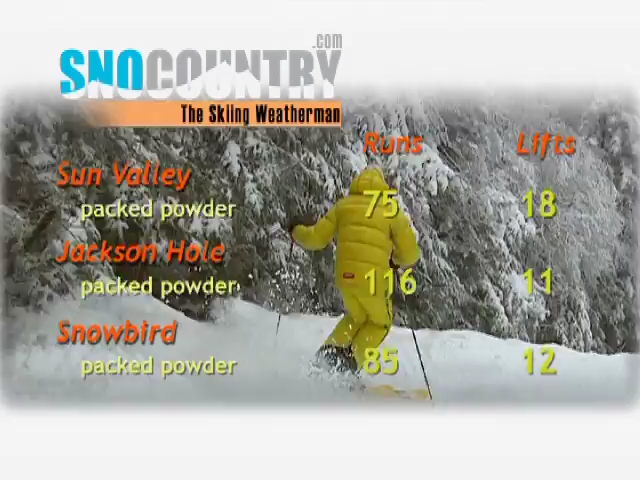 .com
SNOCOUNTRY
The Skiing Weatherman
Runs Lifts
Sun Valley
packed powder 75 18
Jackson Hole
packed powder 116 11
Snowbird
packed powder 85 12